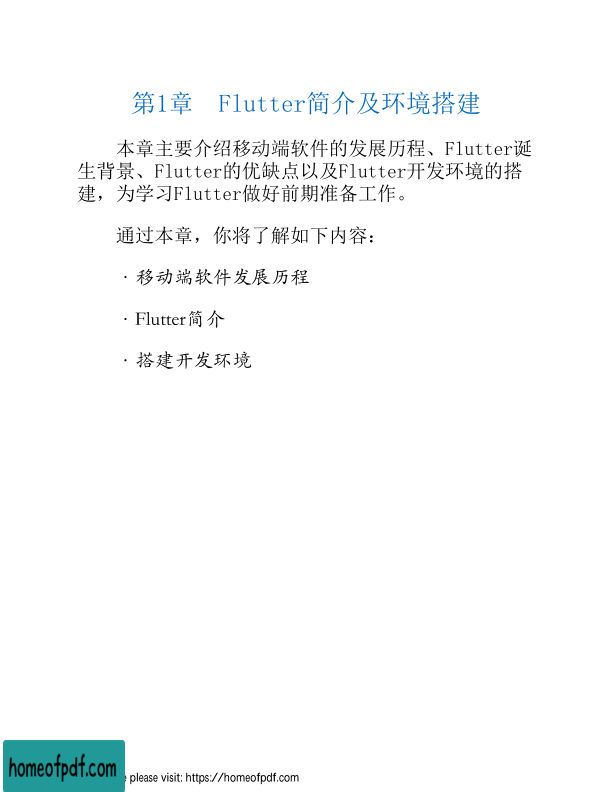 第1章 Flutter简介及环境搭建
本章主要介绍移动端软件的发展历程、Flutter诞
生背景、Flutter的优缺点以及Flutter开发环境的搭
建，为学习Flutter做好前期准备工作。
通过本章，你将了解如下内容：
· 移动端软件发展历程
· Flutter简介
· 搭建开发环境
homeofpdf.com
e please visit: https://homeofpdf.com